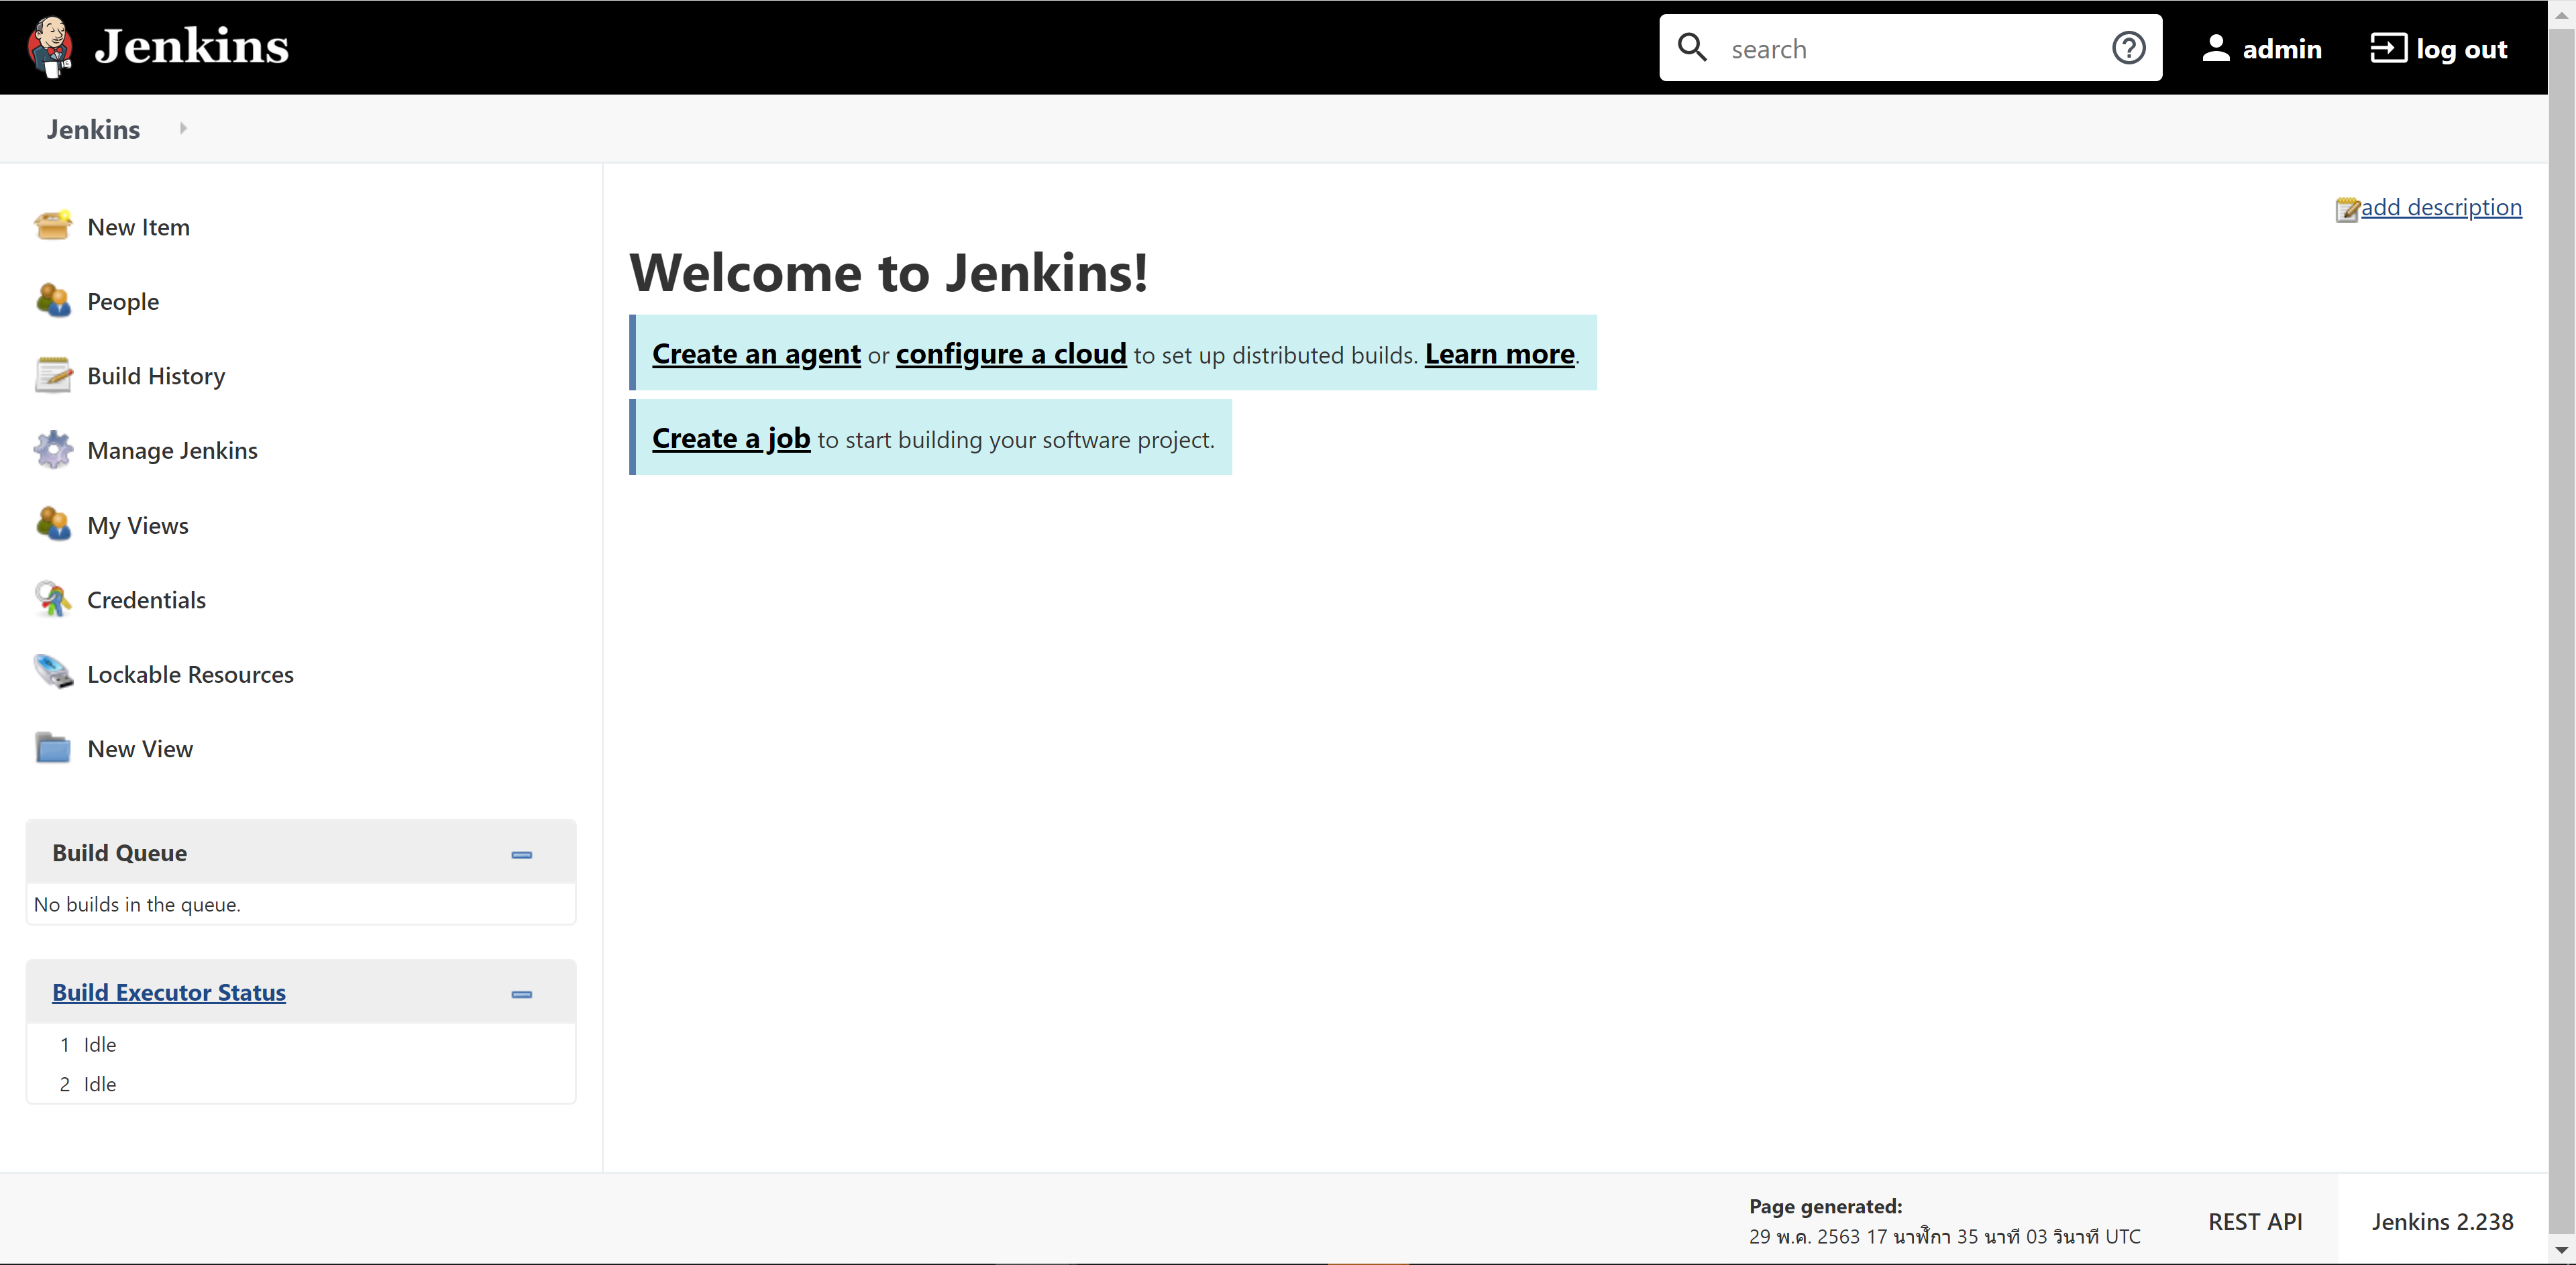 Jenkins
search
admin
log out
Jenkins
New Item
People
Build History
Manage Jenkins
My Views
Credentials
Lockable Resources
New View
Build Queue
No builds in the queue.
Build Executor Status
1 Idle
2 Idle
add description
Welcome to Jenkins!
Create an agent or configure a cloud to set up distributed builds. Learn more.
Create a job to start building your software project.
Page generated:
29 พ.ค. 2563 17 นาฬิกา 35 นาที 03 วินาที UTC
REST API
Jenkins 2.238